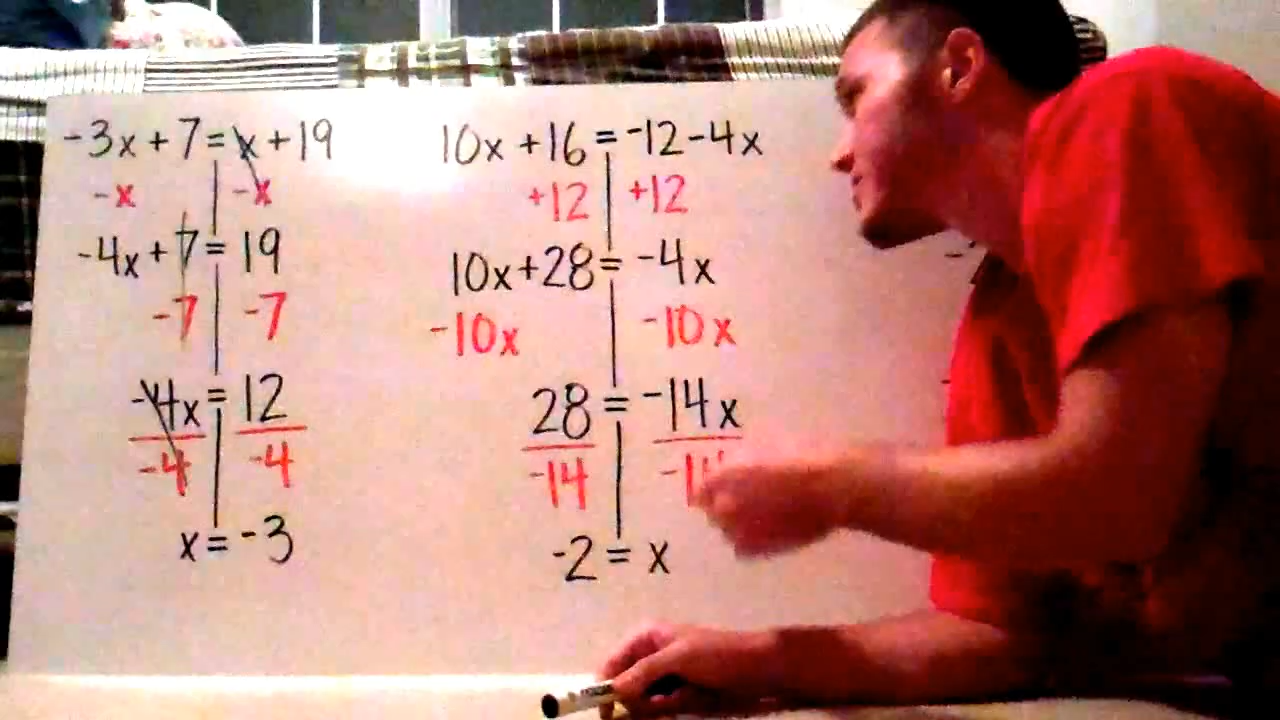 -3x + 7 = x + 19
-x -x
-4x + 7 = 19
-7 -7
-4x = 12
-4 -4
x = -3
10x + 16 = -12 - 4x
+12 +12
10x + 28 = -4x
-10x -10x
28 = -14x
-14 -14
-2 = x